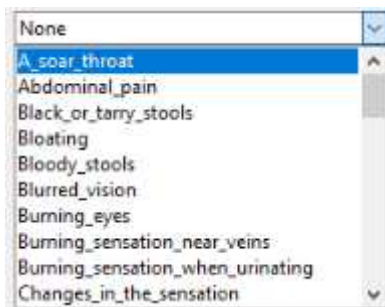 None
A_soar_throat
Abdominal_pain
Black_or_tarry_stools
Bloating
Bloody_stools
Blurred_vision
Burning_eyes
Burning_sensation_near_veins
Burning_sensation_when_urinating
Changes_in_the_sensation